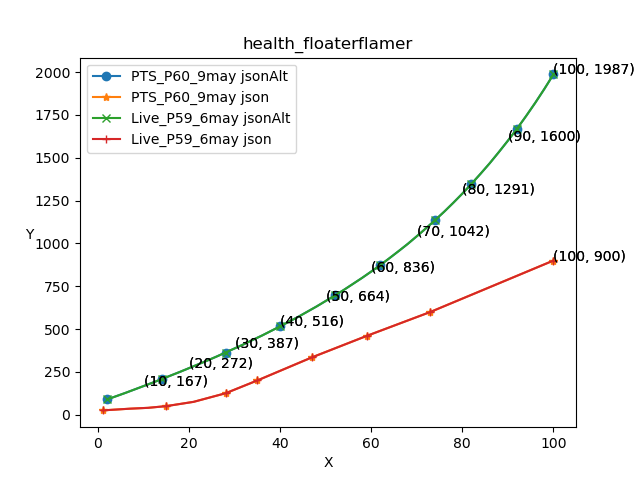 health_floaterflamer
PTS_P60_9may jsonAlt
PTS_P60_9may json
Live_P59_6may jsonAlt
Live_P59_6may json
2000
1750
1500
1250
1000
750
500
250
0
Y
(100, 1987)
(90, 1600)
(80, 1291)
(70, 1042)
(60, 836)
(50, 664)
(40, 516)
(30, 387)
(20, 272)
(10, 167)
(100, 900)
0 20 40 60 80 100
X